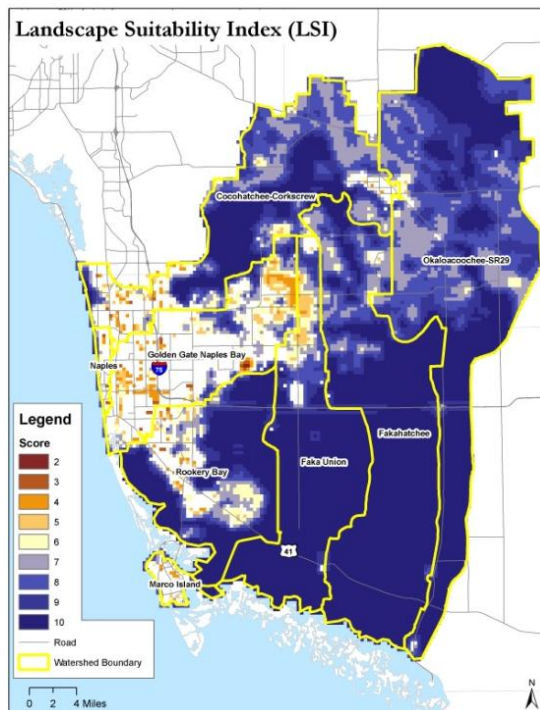 Landscape Suitability Index (LSI)
Cocohatchee-Corkscrew
Okaloacoochee-SR29
Golden Gate Naples Bay
Naples
75
Fakahatchee
Faka Union
Rookery Bay
41
Marco Island
Legend
Score
2
3
4
5
6
7
8
9
10
Road
Watershed Boundary
0 2 4 Miles
N